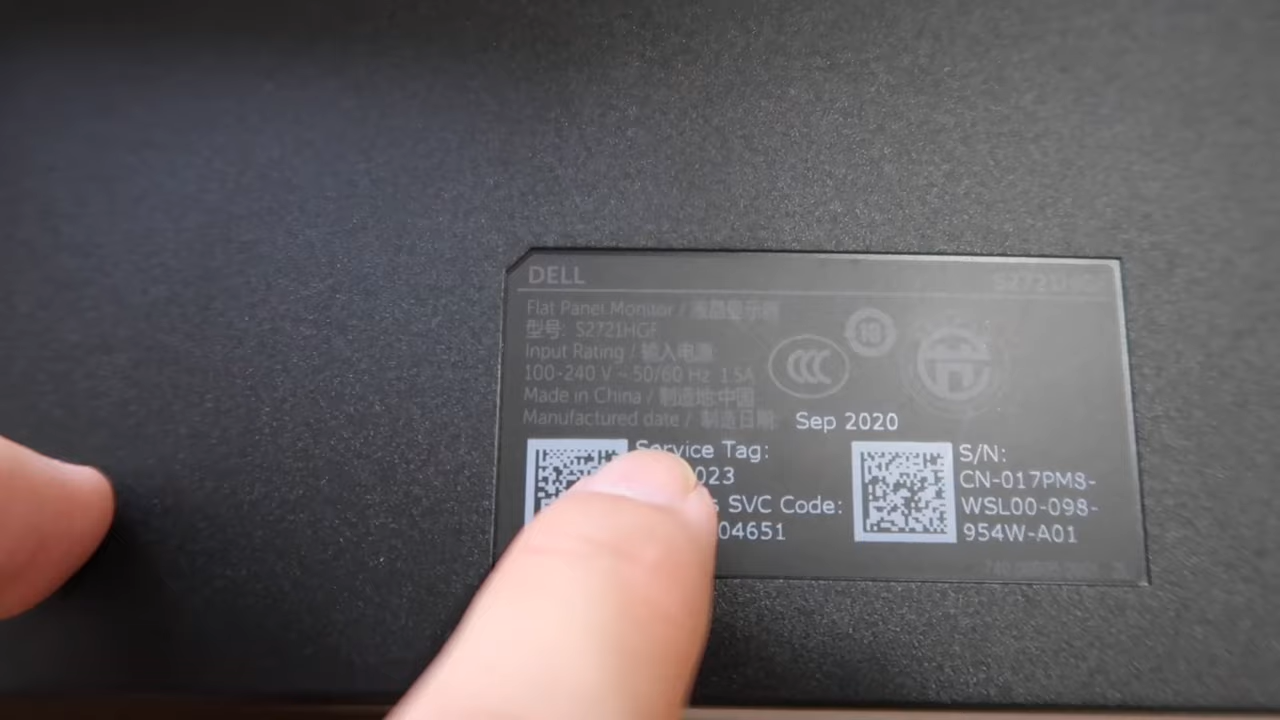 DELL
S2721HGF
Flat Panel Monitor / 液晶显示器
型号: S2721HGF
Input Rating / 输入电源:
100-240 V ~ 50/60 Hz 1.5A
Made in China / 制造地:中国
Manufactured date / 制造日期: Sep 2020
Service Tag:
023
SVC Code:
04651
S/N:
CN-017PM8-
WSL00-098-
954W-A01